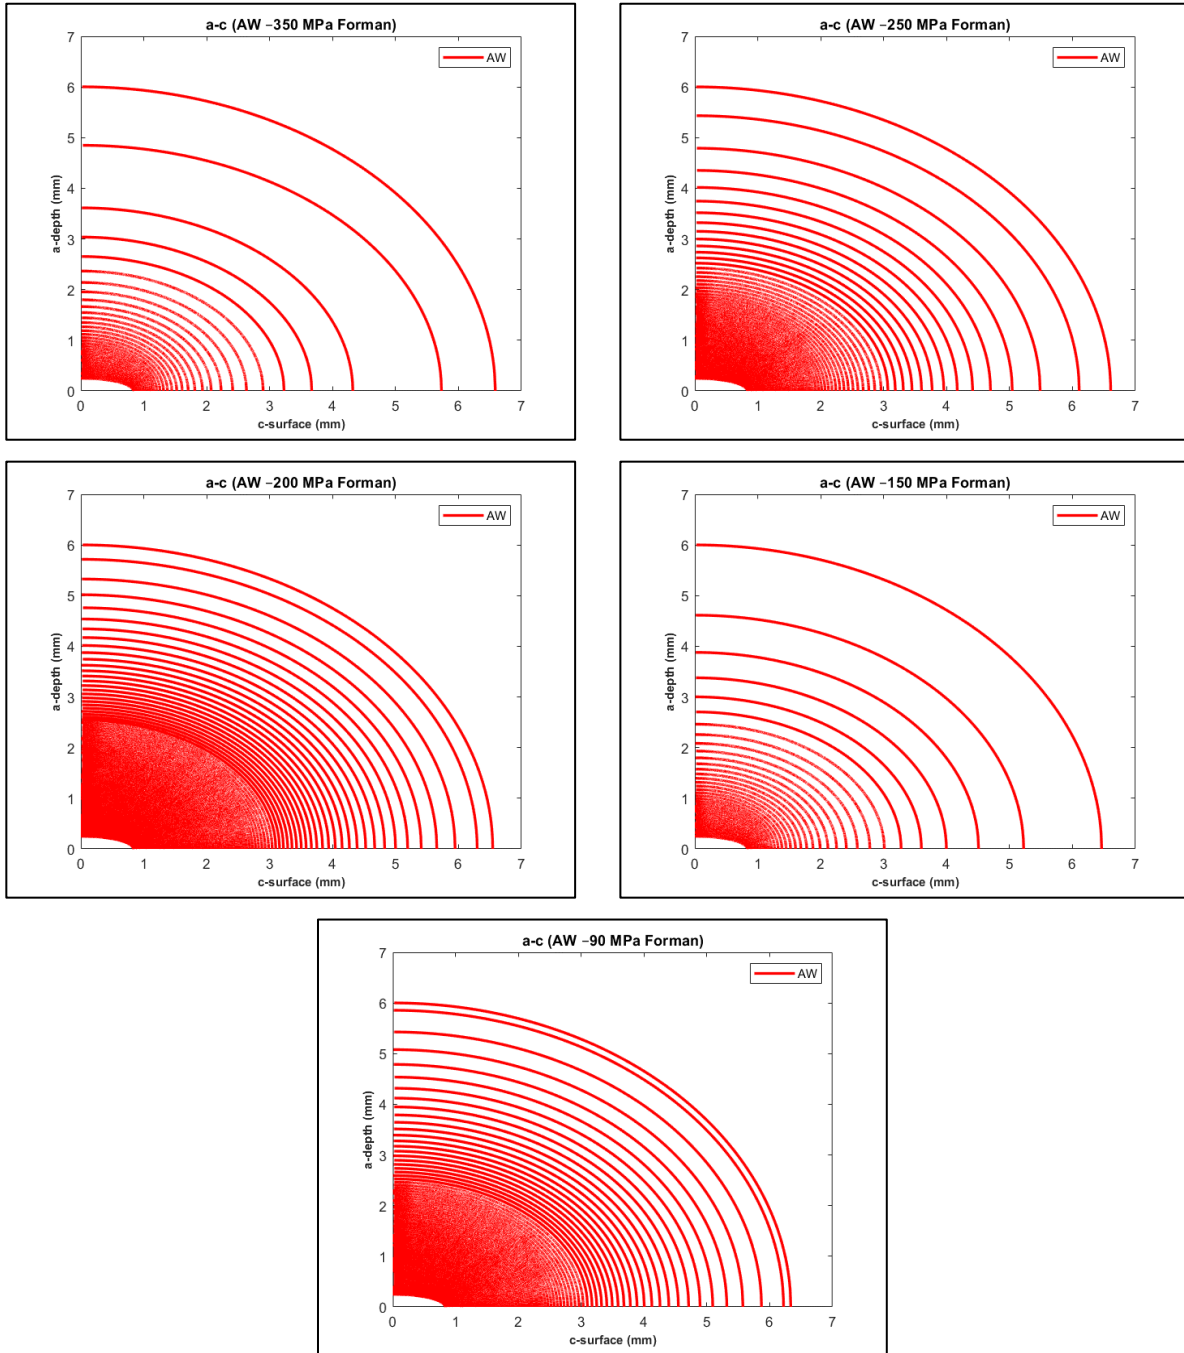 a-c (AW –350 MPa Forman)
AW
7
6
5
4
3
2
1
0
a-depth (mm)
0 1 2 3 4 5 6 7
c-surface (mm)
a-c (AW –250 MPa Forman)
AW
7
6
5
4
3
2
1
0
a-depth (mm)
0 1 2 3 4 5 6 7
c-surface (mm)
a-c (AW –200 MPa Forman)
AW
7
6
5
4
3
2
1
0
a-depth (mm)
0 1 2 3 4 5 6 7
c-surface (mm)
a-c (AW –150 MPa Forman)
AW
7
6
5
4
3
2
1
0
a-depth (mm)
0 1 2 3 4 5 6 7
c-surface (mm)
a-c (AW –90 MPa Forman)
AW
7
6
5
4
3
2
1
0
a-depth (mm)
0 1 2 3 4 5 6 7
c-surface (mm)